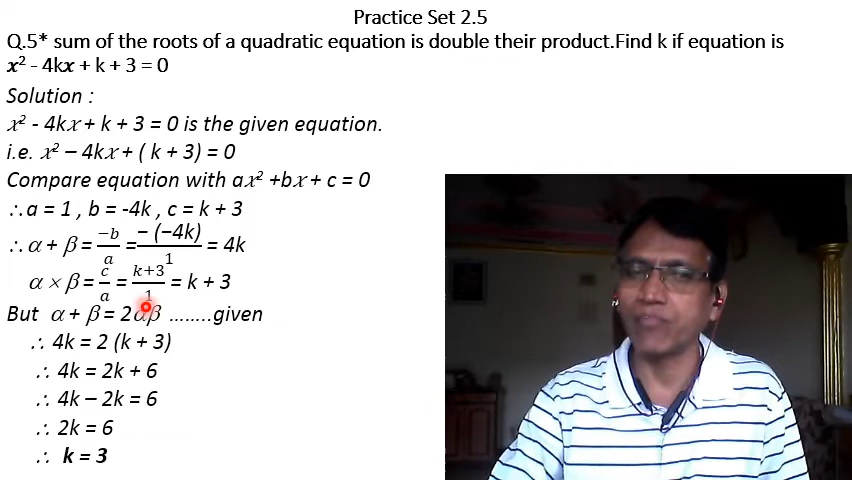 Practice Set 2.5
Q.5* sum of the roots of a quadratic equation is double their product.Find k if equation is
x² - 4kx + k + 3 = 0
Solution :
x² - 4kx + k + 3 = 0 is the given equation.
i.e. x² – 4kx + ( k + 3) = 0
Compare equation with ax² +bx + c = 0
∴a = 1 , b = -4k , c = k + 3
∴ α + β = −b/a = − (−4k)/1 = 4k
α × β = c/a = k+3/1 = k + 3
But α + β = 2αβ ........given
∴ 4k = 2 (k + 3)
∴ 4k = 2k + 6
∴ 4k – 2k = 6
∴ 2k = 6
∴ k = 3